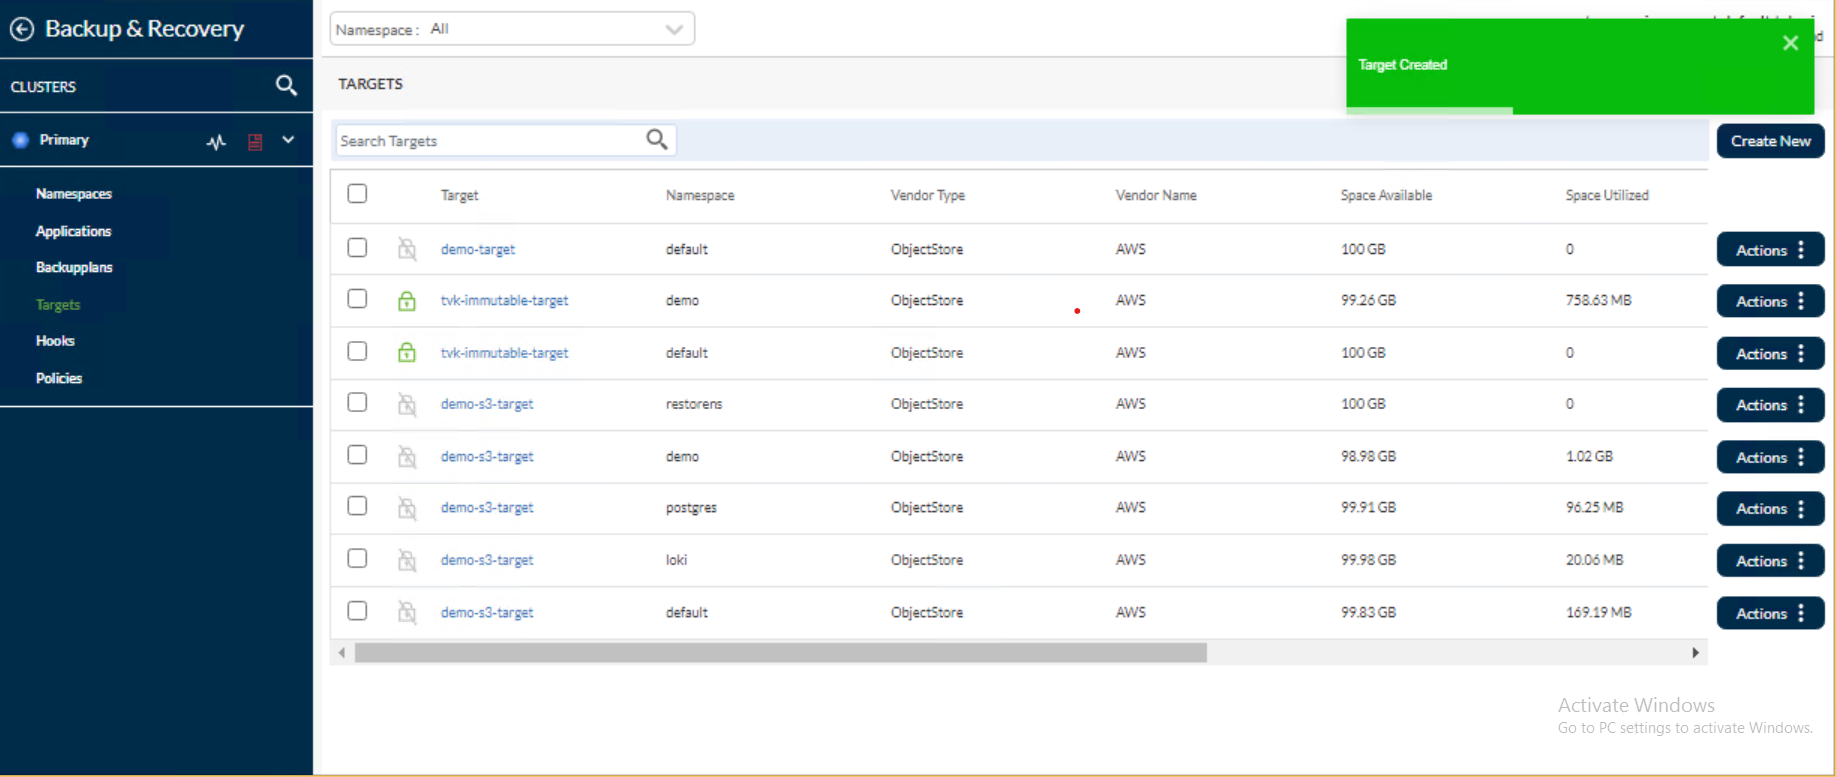 Backup & Recovery
Namespace : All
Target Created
CLUSTERS
TARGETS
Primary
Search Targets
Create New
Namespaces
Applications
Backupplans
Targets
Hooks
Policies
Target Namespace Vendor Type Vendor Name Space Available Space Utilized
demo-target default ObjectStore AWS 100 GB 0 Actions
tvk-immutable-target demo ObjectStore AWS 99.26 GB 758.63 MB Actions
tvk-immutable-target default ObjectStore AWS 100 GB 0 Actions
demo-s3-target restorens ObjectStore AWS 100 GB 0 Actions
demo-s3-target demo ObjectStore AWS 98.98 GB 1.02 GB Actions
demo-s3-target postgres ObjectStore AWS 99.91 GB 96.25 MB Actions
demo-s3-target loki ObjectStore AWS 99.98 GB 20.06 MB Actions
demo-s3-target default ObjectStore AWS 99.83 GB 169.19 MB Actions
Activate Windows
Go to PC settings to activate Windows.